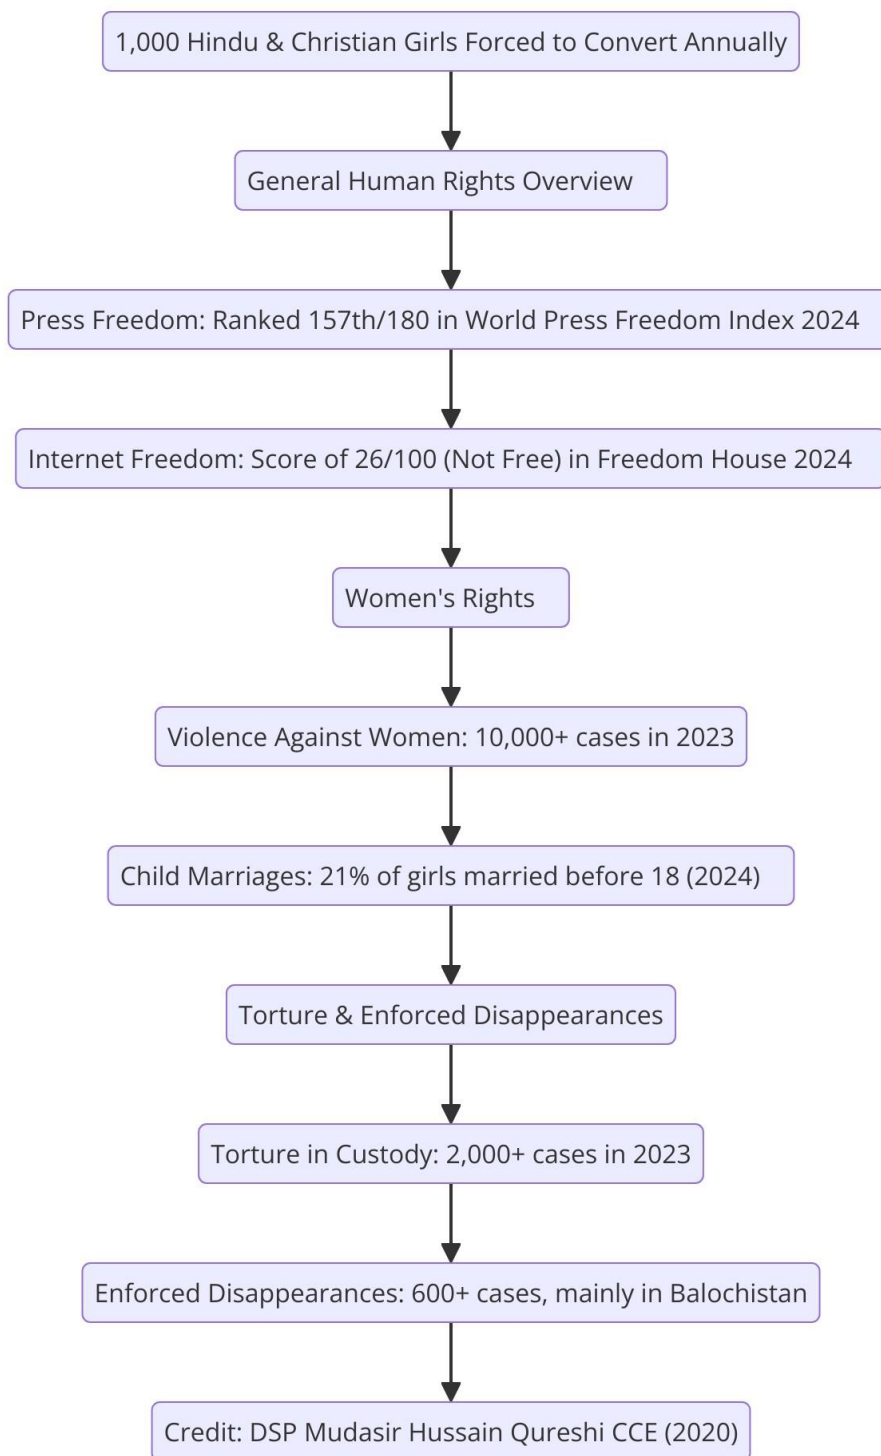 1,000 Hindu & Christian Girls Forced to Convert Annually
General Human Rights Overview
Press Freedom: Ranked 157th/180 in World Press Freedom Index 2024
Internet Freedom: Score of 26/100 (Not Free) in Freedom House 2024
Women's Rights
Violence Against Women: 10,000+ cases in 2023
Child Marriages: 21% of girls married before 18 (2024)
Torture & Enforced Disappearances
Torture in Custody: 2,000+ cases in 2023
Enforced Disappearances: 600+ cases, mainly in Balochistan
Credit: DSP Mudasir Hussain Qureshi CCE (2020)